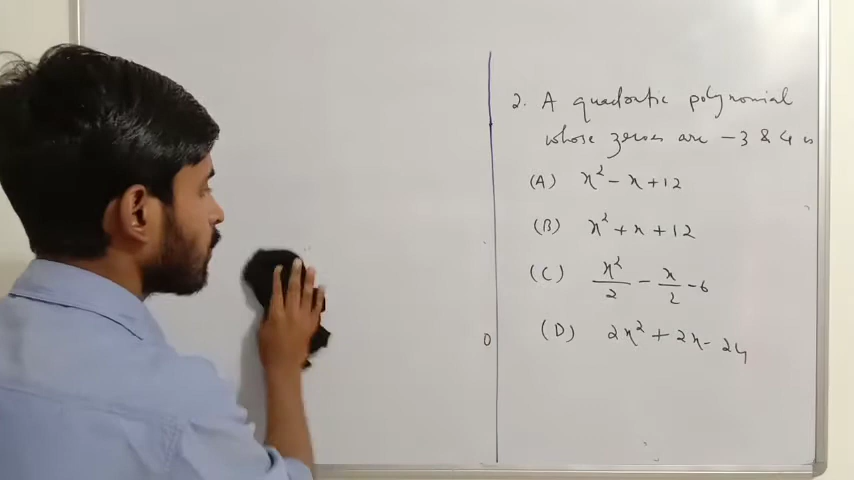 2. A quadratic polynomial
whose zeroes are -3 & 4 is
(A) x² - x + 12
(B) x² + x + 12
(C) x²/2 - x/2 - 6
(D) 2x² + 2x - 24